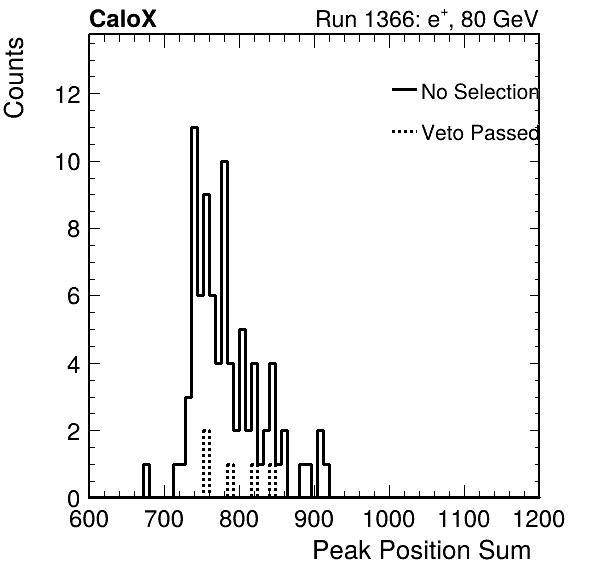 CaloX Run 1366: e⁺, 80 GeV
Counts
No Selection
Veto Passed
12
10
8
6
4
2
0
600 700 800 900 1000 1100 1200
Peak Position Sum